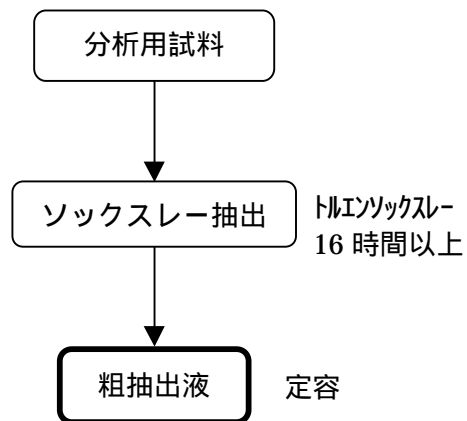 分析用試料
ソックスレー抽出
ﾄﾙｴﾝｿｯｸｽﾚｰ
16 時間以上
粗抽出液
定容